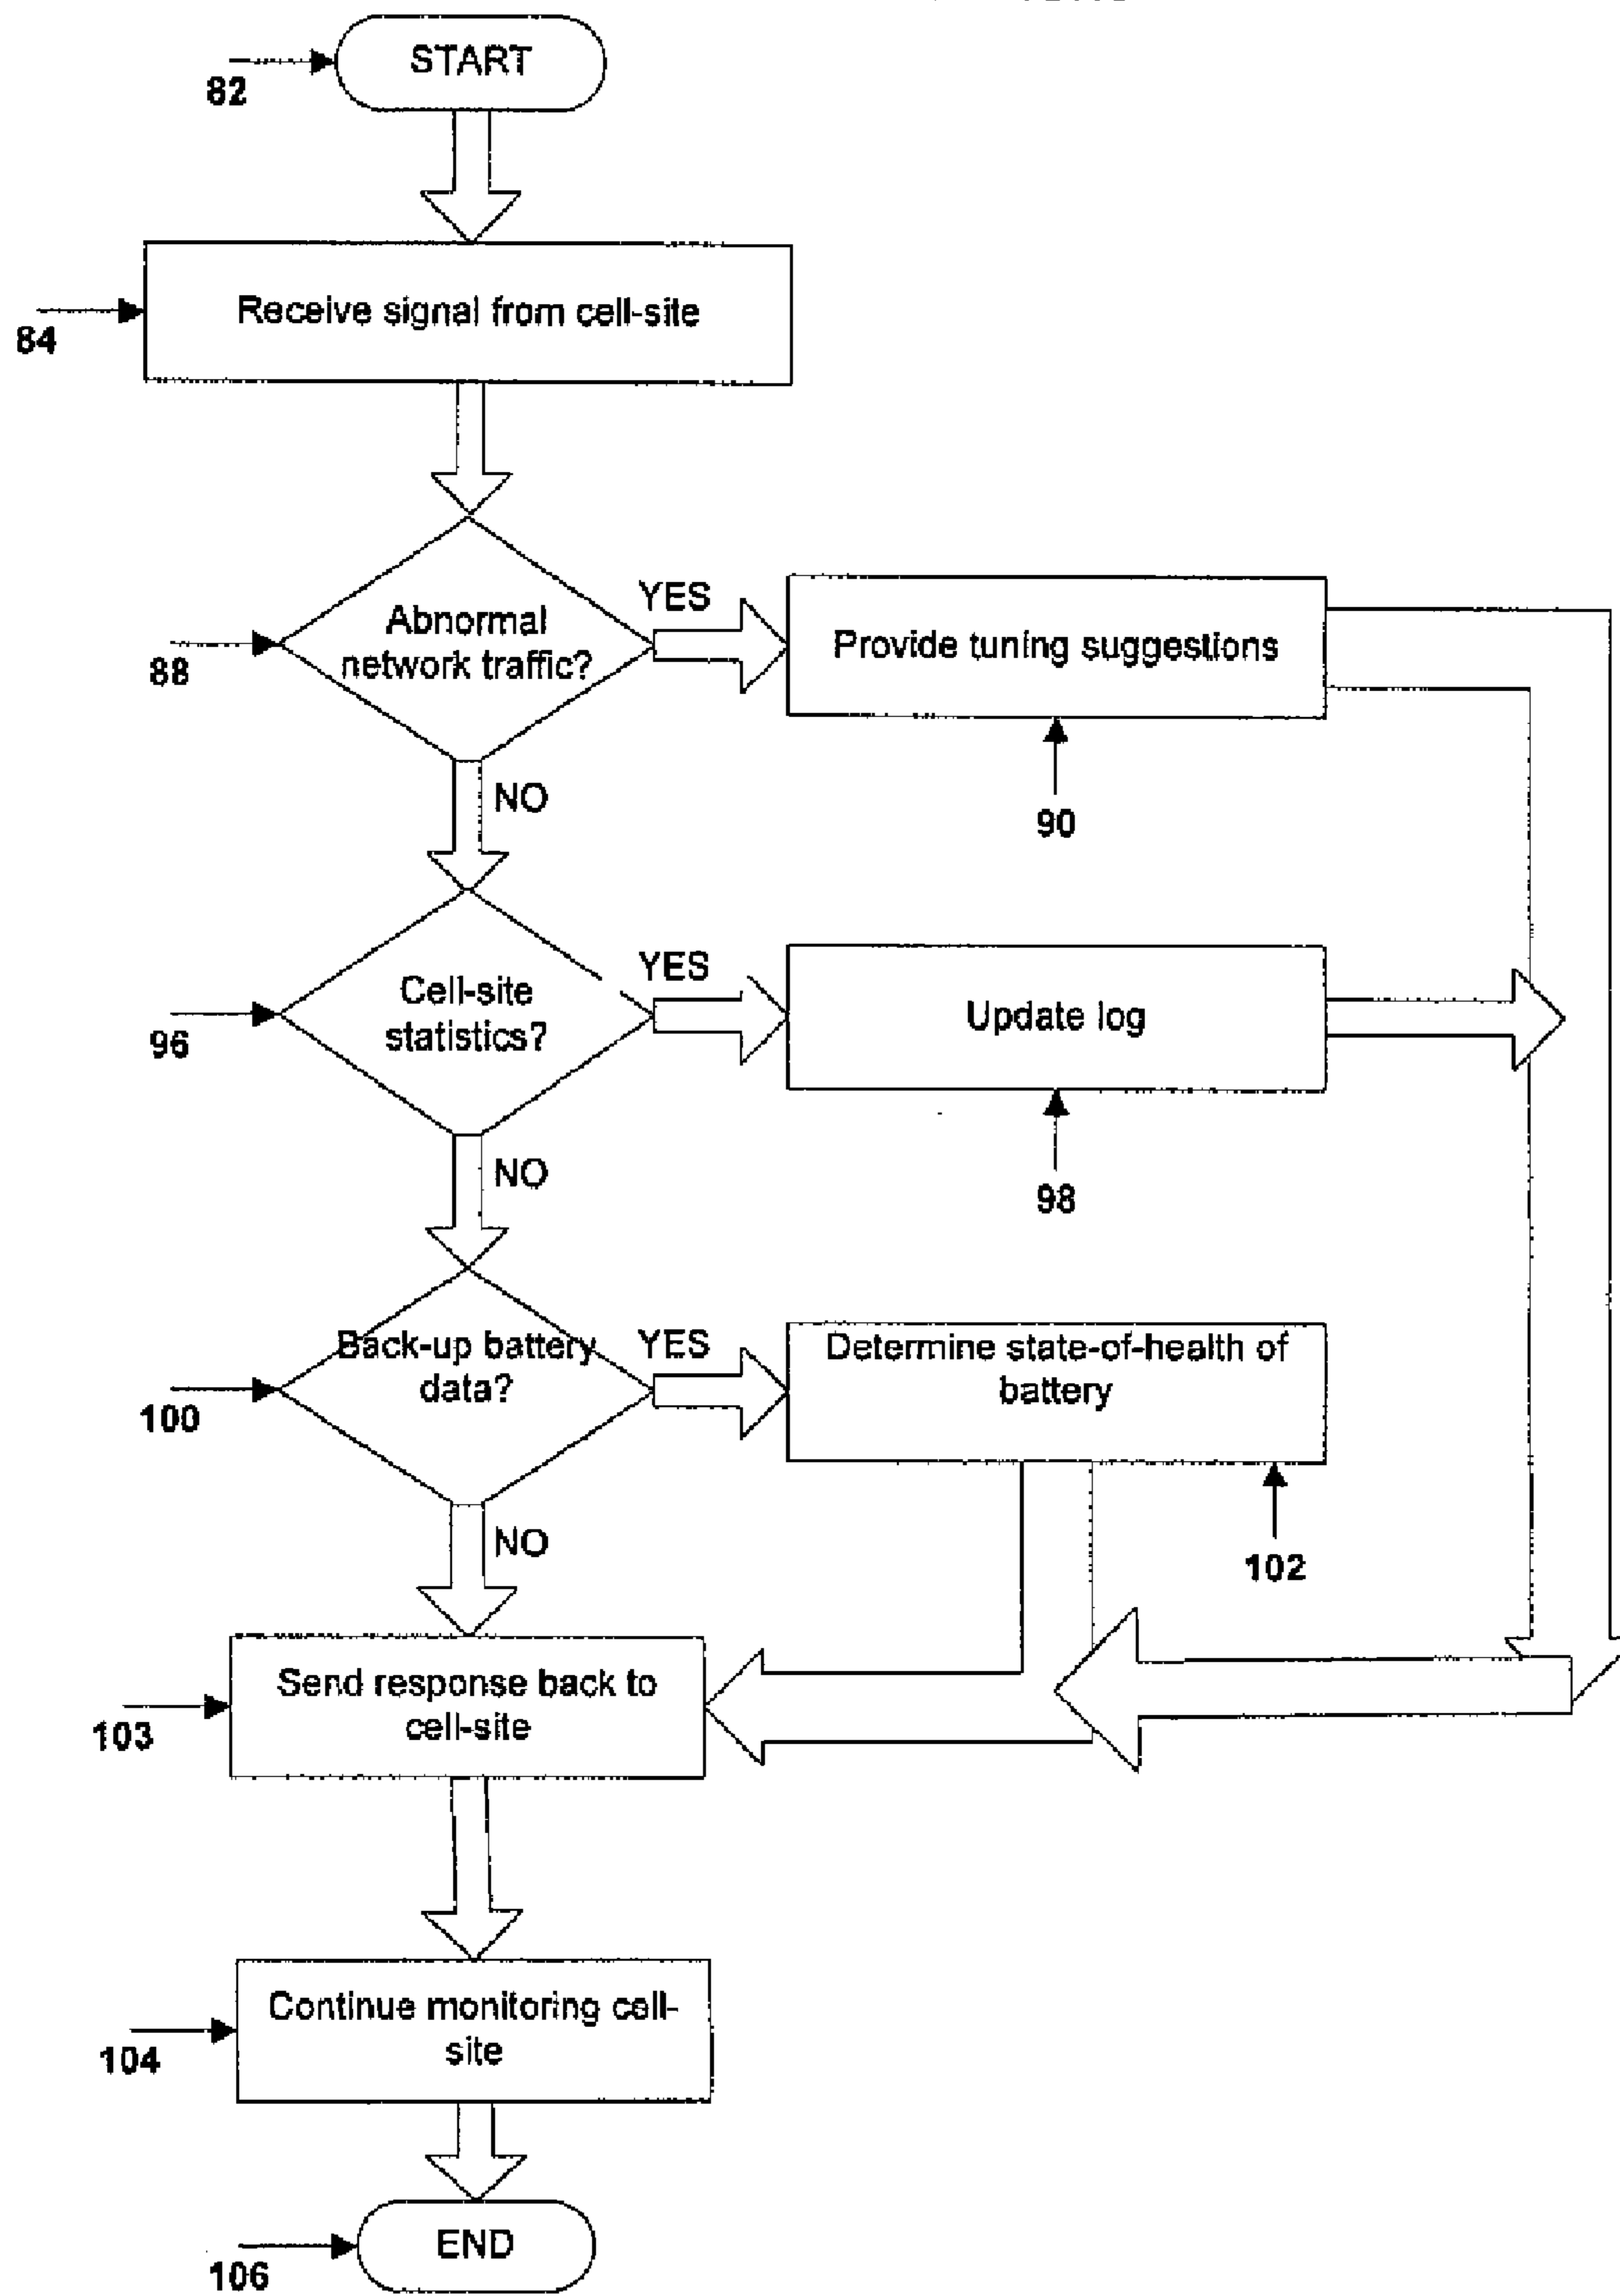 START
82
Receive signal from cell-site
84
Abnormal
network traffic?
88
YES
Provide tuning suggestions
90
NO
Cell-site
statistics?
96
YES
Update log
98
NO
Back-up battery
data?
100
YES
Determine state-of-health of
battery
102
NO
Send response back to
cell-site
103
Continue monitoring cell-
site
104
END
106